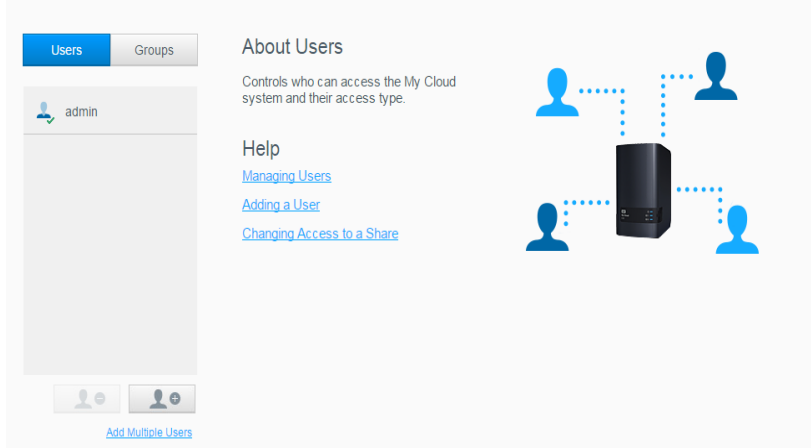 Users
Groups
admin
Add Multiple Users
About Users
Controls who can access the My Cloud
system and their access type.
Help
Managing Users
Adding a User
Changing Access to a Share